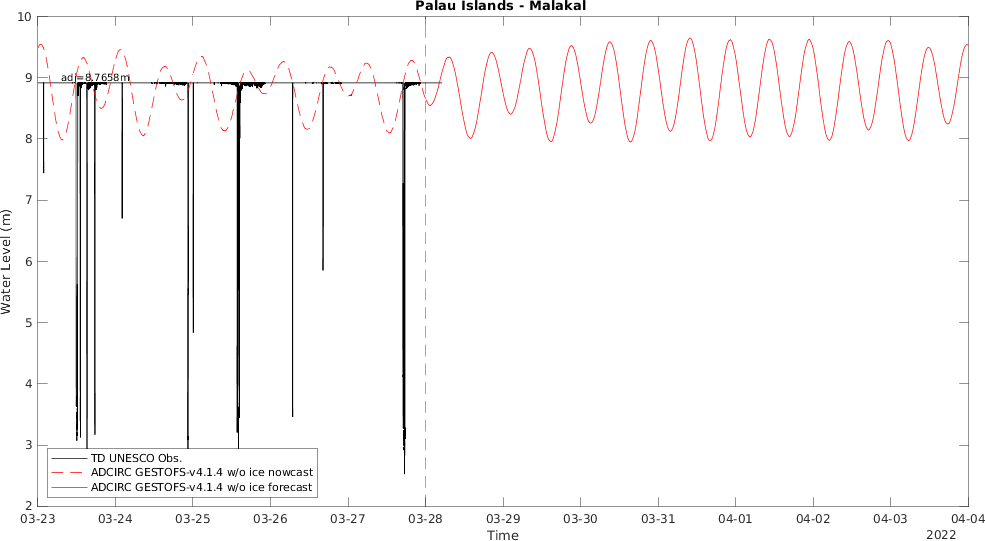 Palau Islands - Malakal
10
9
8
7
6
5
4
3
2
Water Level (m)
adj=8.7658m
TD UNESCO Obs.
ADCIRC GESTOFS-v4.1.4 w/o ice nowcast
ADCIRC GESTOFS-v4.1.4 w/o ice forecast
03-23 03-24 03-25 03-26 03-27 03-28 03-29 03-30 03-31 04-01 04-02 04-03 04-04
Time
2022